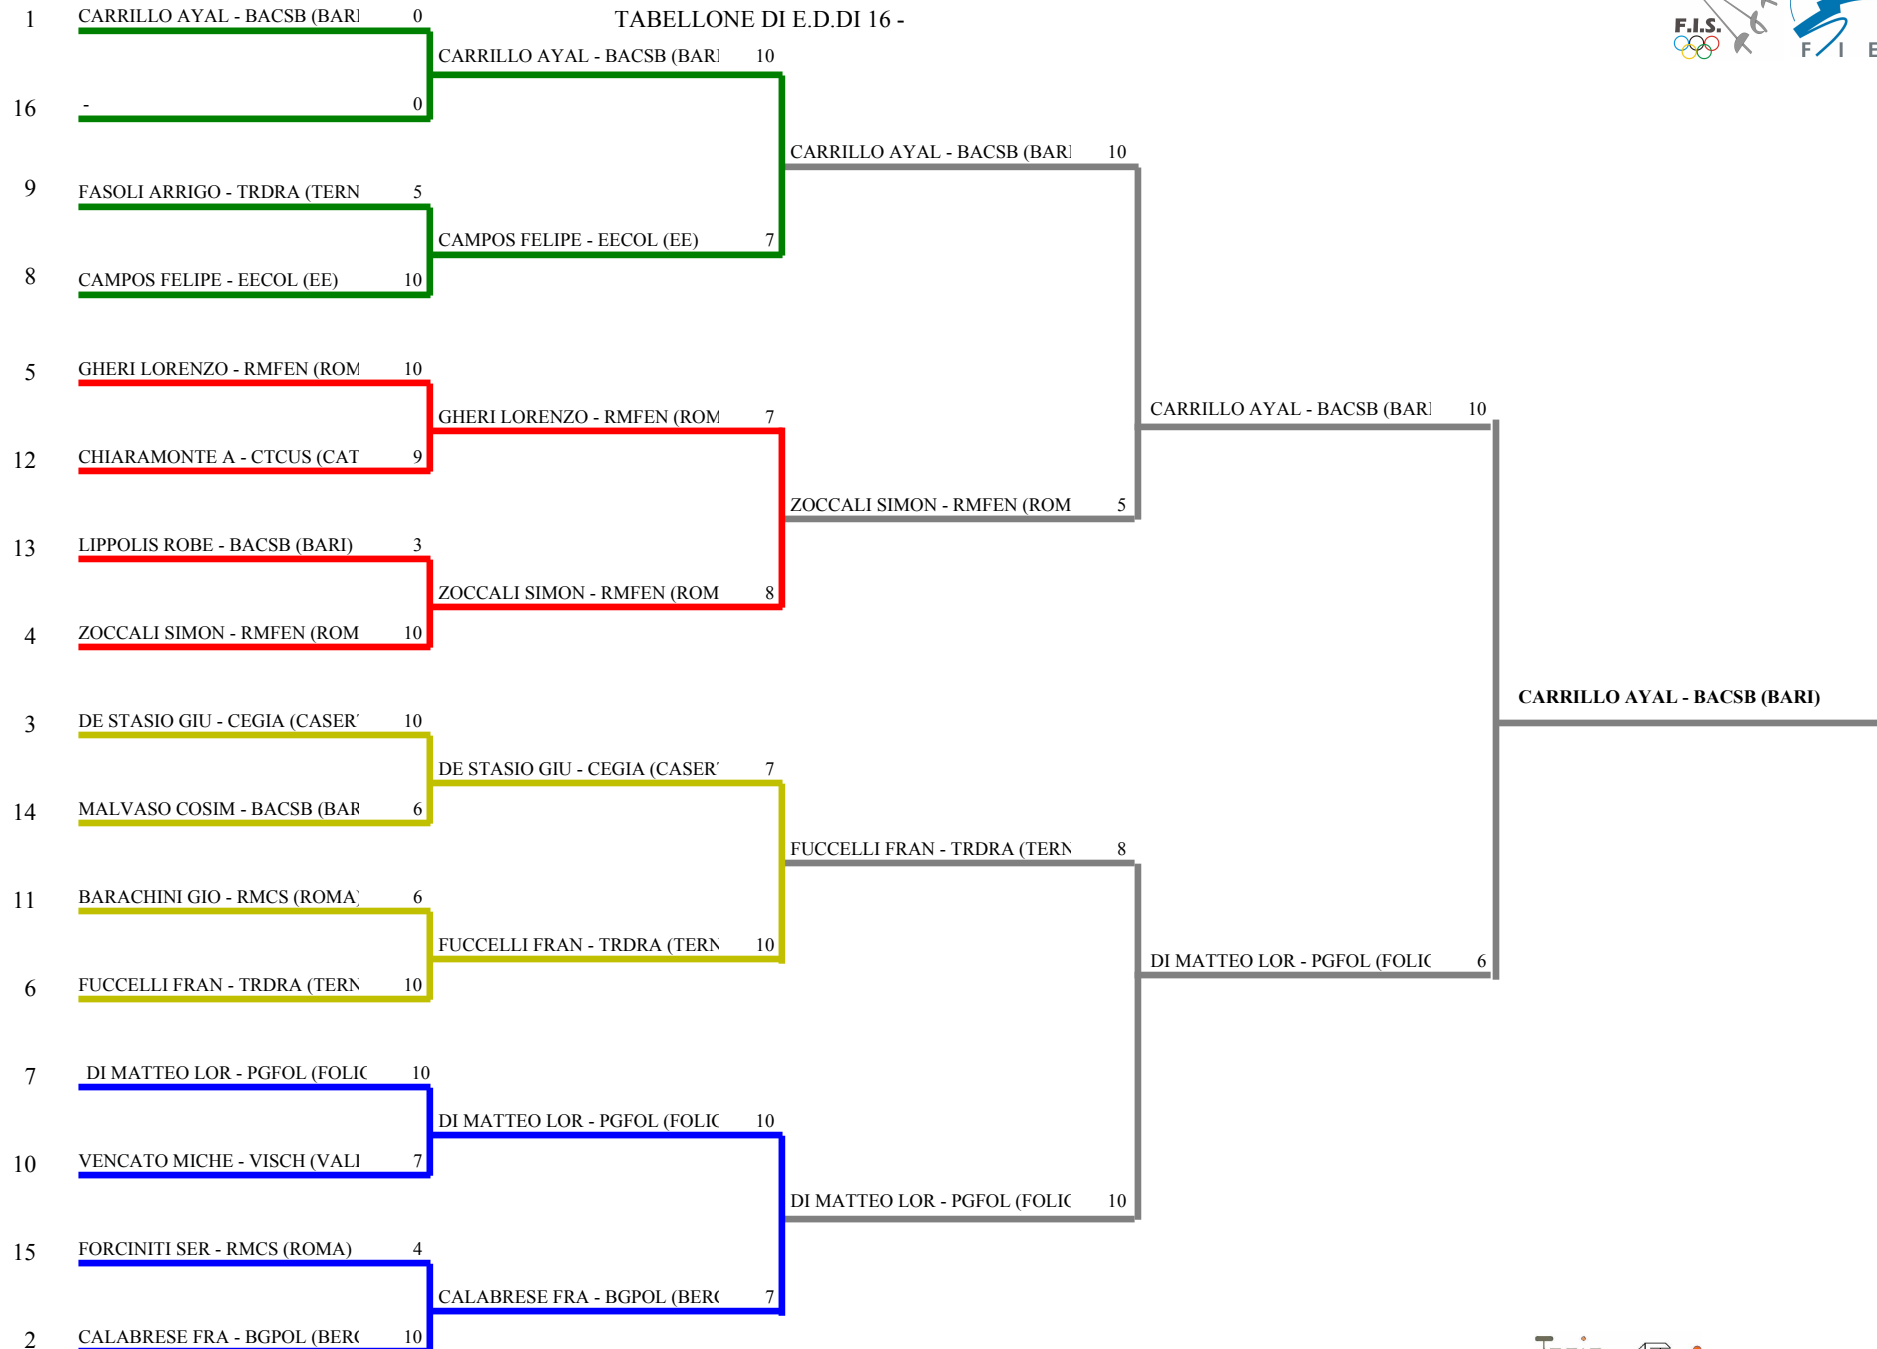 TABELLONE DI E.D.DI 16 -
F.I.S.
F I E
1 CARRILLO AYAL - BACSB (BARI 0
CARRILLO AYAL - BACSB (BARI 10
16 - 0
CARRILLO AYAL - BACSB (BARI 10
9 FASOLI ARRIGO - TRDRA (TERN 5
CAMPOS FELIPE - EECOL (EE) 7
8 CAMPOS FELIPE - EECOL (EE) 10
5 GHERI LORENZO - RMFEN (ROM 10
CARRILLO AYAL - BACSB (BARI 10
GHERI LORENZO - RMFEN (ROM 7
12 CHIARAMONTE A - CTCUS (CAT 9
ZOCCALI SIMON - RMFEN (ROM 5
13 LIPPOLIS ROBE - BACSB (BARI) 3
ZOCCALI SIMON - RMFEN (ROM 8
4 ZOCCALI SIMON - RMFEN (ROM 10
CARRILLO AYAL - BACSB (BARI)
3 DE STASIO GIU - CEGIA (CASER 10
DE STASIO GIU - CEGIA (CASER 7
14 MALVASO COSIM - BACSB (BAR 6
FUCCELLI FRAN - TRDRA (TERN 8
11 BARACHINI GIO - RMCS (ROMA) 6
FUCCELLI FRAN - TRDRA (TERN 10
DI MATTEO LOR - PGFOL (FOLIG 6
6 FUCCELLI FRAN - TRDRA (TERN 10
7 DI MATTEO LOR - PGFOL (FOLIG 10
DI MATTEO LOR - PGFOL (FOLIG 10
10 VENCATO MICHE - VISCH (VALI 7
DI MATTEO LOR - PGFOL (FOLIG 10
15 FORCINITI SER - RMCS (ROMA) 4
CALABRESE FRA - BGPOL (BERG 7
2 CALABRESE FRA - BGPOL (BERG 10